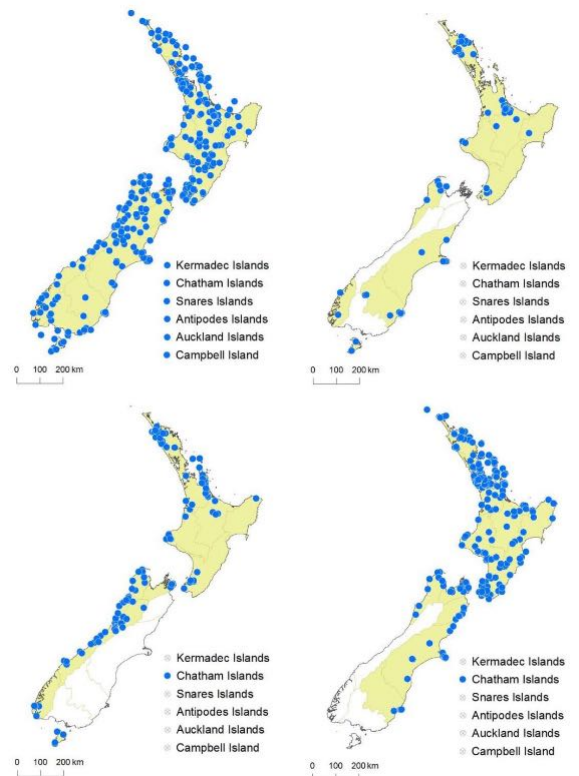 Kermadec Islands
Chatham Islands
Snares Islands
Antipodes Islands
Auckland Islands
Campbell Island
0 100 200 km
Kermadec Islands
Chatham Islands
Snares Islands
Antipodes Islands
Auckland Islands
Campbell Island
0 100 200 km
Kermadec Islands
Chatham Islands
Snares Islands
Antipodes Islands
Auckland Islands
Campbell Island
0 100 200 km
Kermadec Islands
Chatham Islands
Snares Islands
Antipodes Islands
Auckland Islands
Campbell Island
0 100 200 km